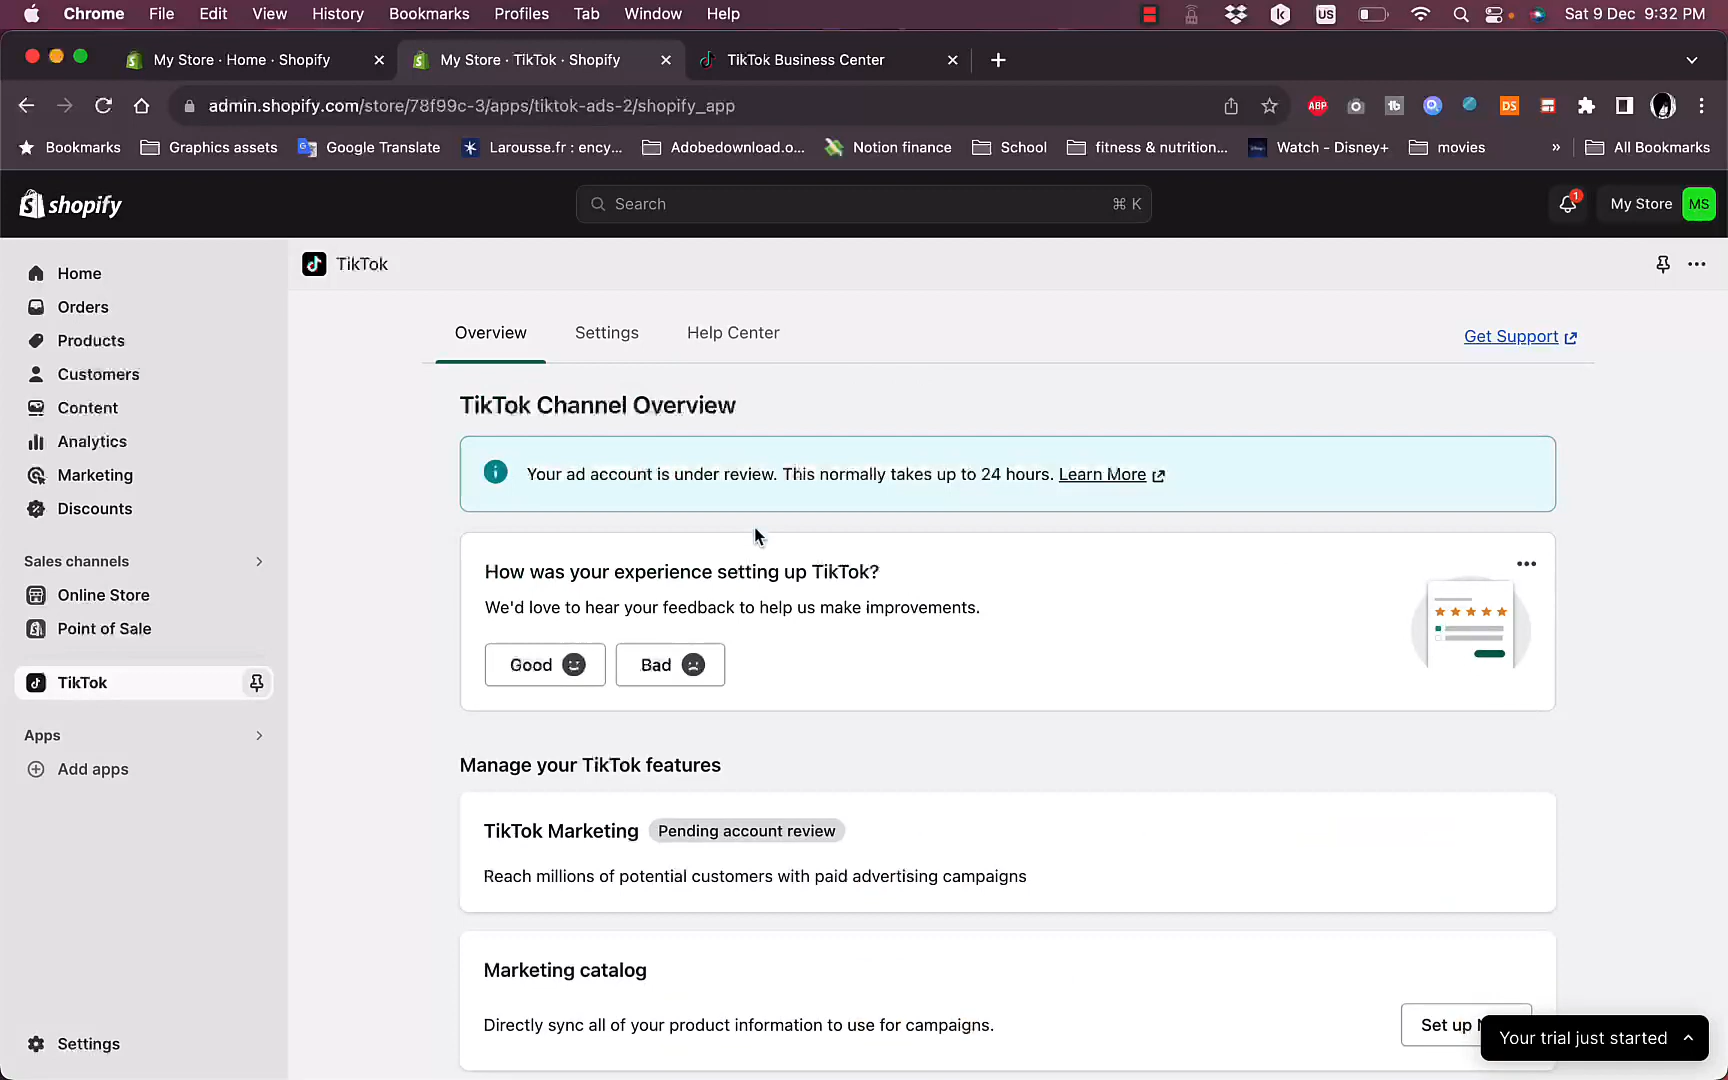 Chrome File Edit View History Bookmarks Profiles Tab Window Help US Sat 9 Dec 9:32 PM
My Store · Home · Shopify My Store · TikTok · Shopify TikTok Business Center
admin.shopify.com/store/78f99c-3/apps/tiktok-ads-2/shopify_app ABP tb DS
Bookmarks Graphics assets Google Translate Larousse.fr : ency... Adobedownload.o... Notion finance School fitness & nutrition... Watch - Disney+ movies » All Bookmarks
shopify Search ⌘ K 1 My Store MS
TikTok
Home
Orders
Products
Customers
Content
Analytics
Marketing
Discounts
Sales channels
Online Store
Point of Sale
TikTok
Apps
Add apps
Settings
Overview Settings Help Center Get Support
TikTok Channel Overview
Your ad account is under review. This normally takes up to 24 hours. Learn More
How was your experience setting up TikTok?
We'd love to hear your feedback to help us make improvements.
Good Bad
Manage your TikTok features
TikTok Marketing Pending account review
Reach millions of potential customers with paid advertising campaigns
Marketing catalog
Directly sync all of your product information to use for campaigns.
Set up
Your trial just started